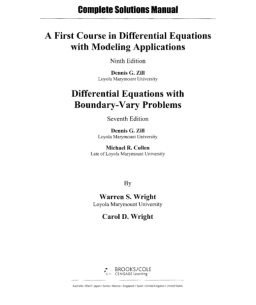 Complete Solutions Manual
A First Course in Differential Equations
with Modeling Applications
Ninth Edition
Dennis G. Zill
Loyola Marymount University
Differential Equations with
Boundary-Vary Problems
Seventh Edition
Dennis G. Zill
Loyola Marymount University
Michael R. Cullen
Late of Loyola Marymount University
By
Warren S. Wright
Loyola Marymount University
Carol D. Wright
BROOKS/COLE
CENGAGE Learning